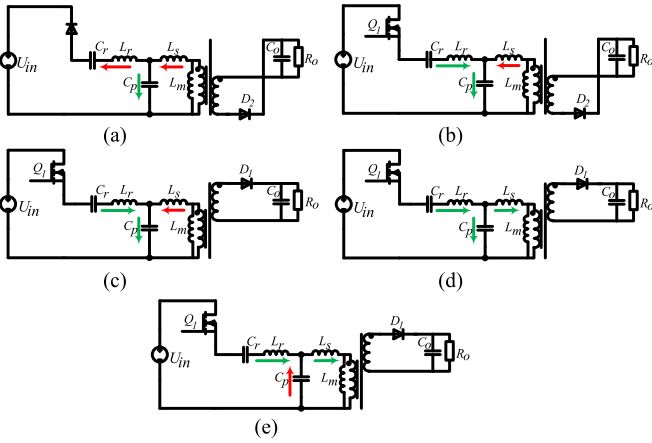 Uin Cr Lr Ls Cp Lm Co Ro D2
(a)
Q1 Uin Cr Lr Ls Cp Lm Co Ro D2
(b)
Q1 Uin Cr Lr Ls Cp Lm D1 Co Ro
(c)
Q1 Uin Cr Lr Ls Cp Lm D1 Co Ro
(d)
Q1 Uin Cr Lr Ls Cp Lm D1 Co Ro
(e)